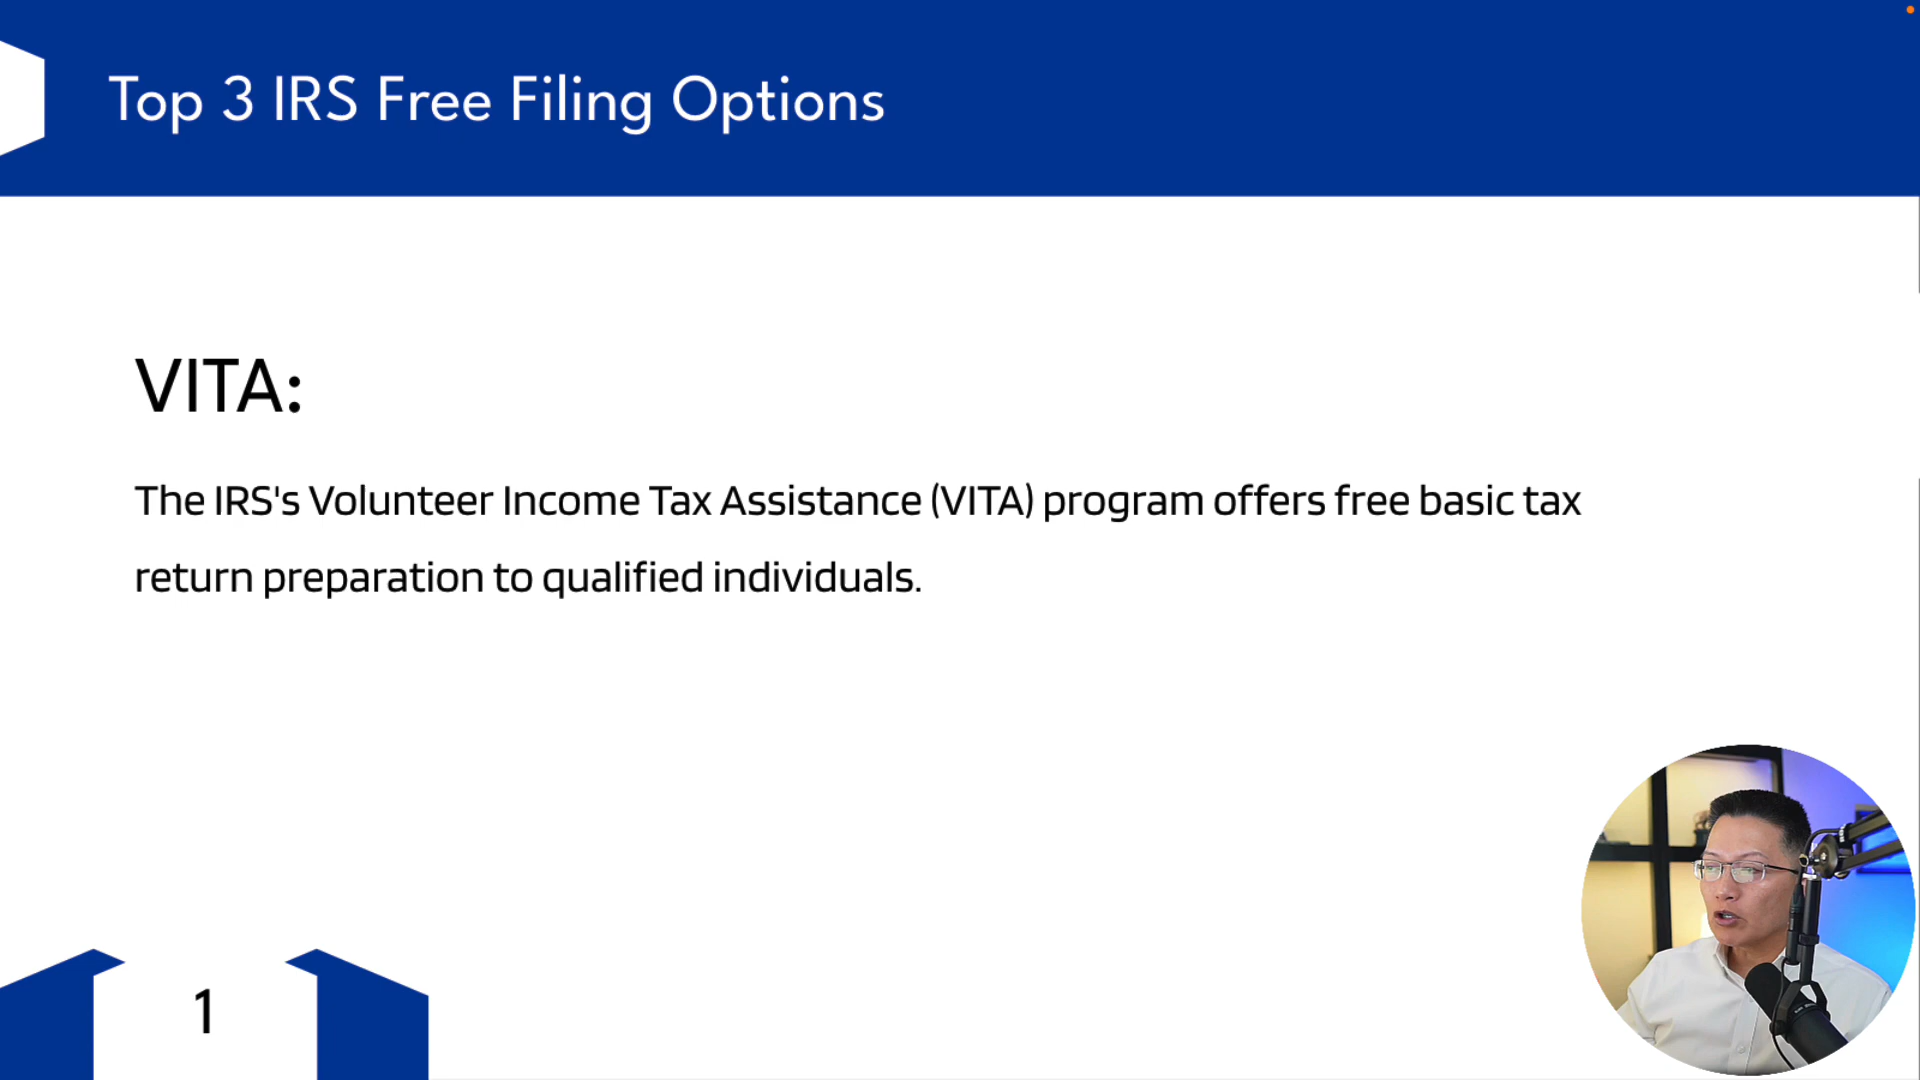 Top 3 IRS Free Filing Options
VITA:
The IRS's Volunteer Income Tax Assistance (VITA) program offers free basic tax
return preparation to qualified individuals.
1